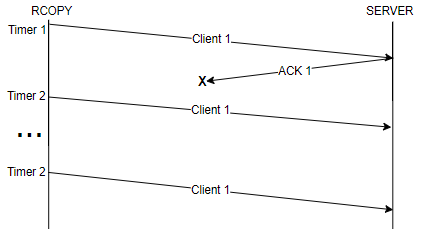 RCOPY
SERVER
Timer 1
Client 1
ACK 1
X
Timer 2
Client 1
...
Timer 2
Client 1